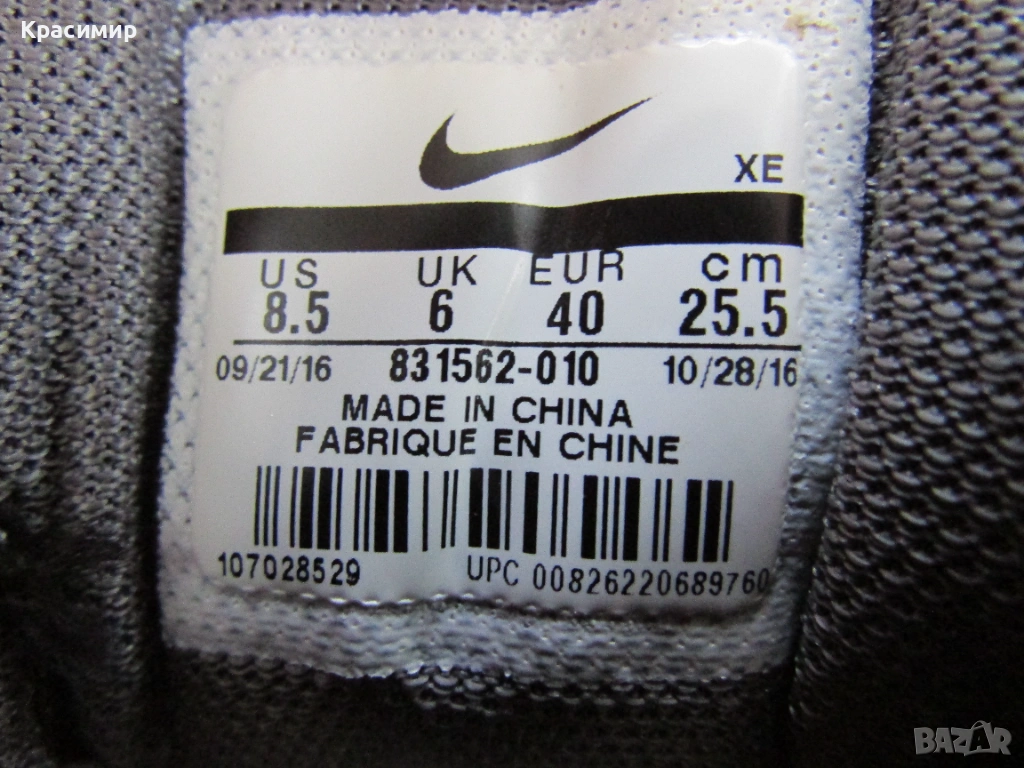 Красимир
XE
US UK EUR cm
8.5 6 40 25.5
09/21/16 831562-010 10/28/16
MADE IN CHINA
FABRIQUE EN CHINE
107028529 UPC 00826220689760
BAZAR